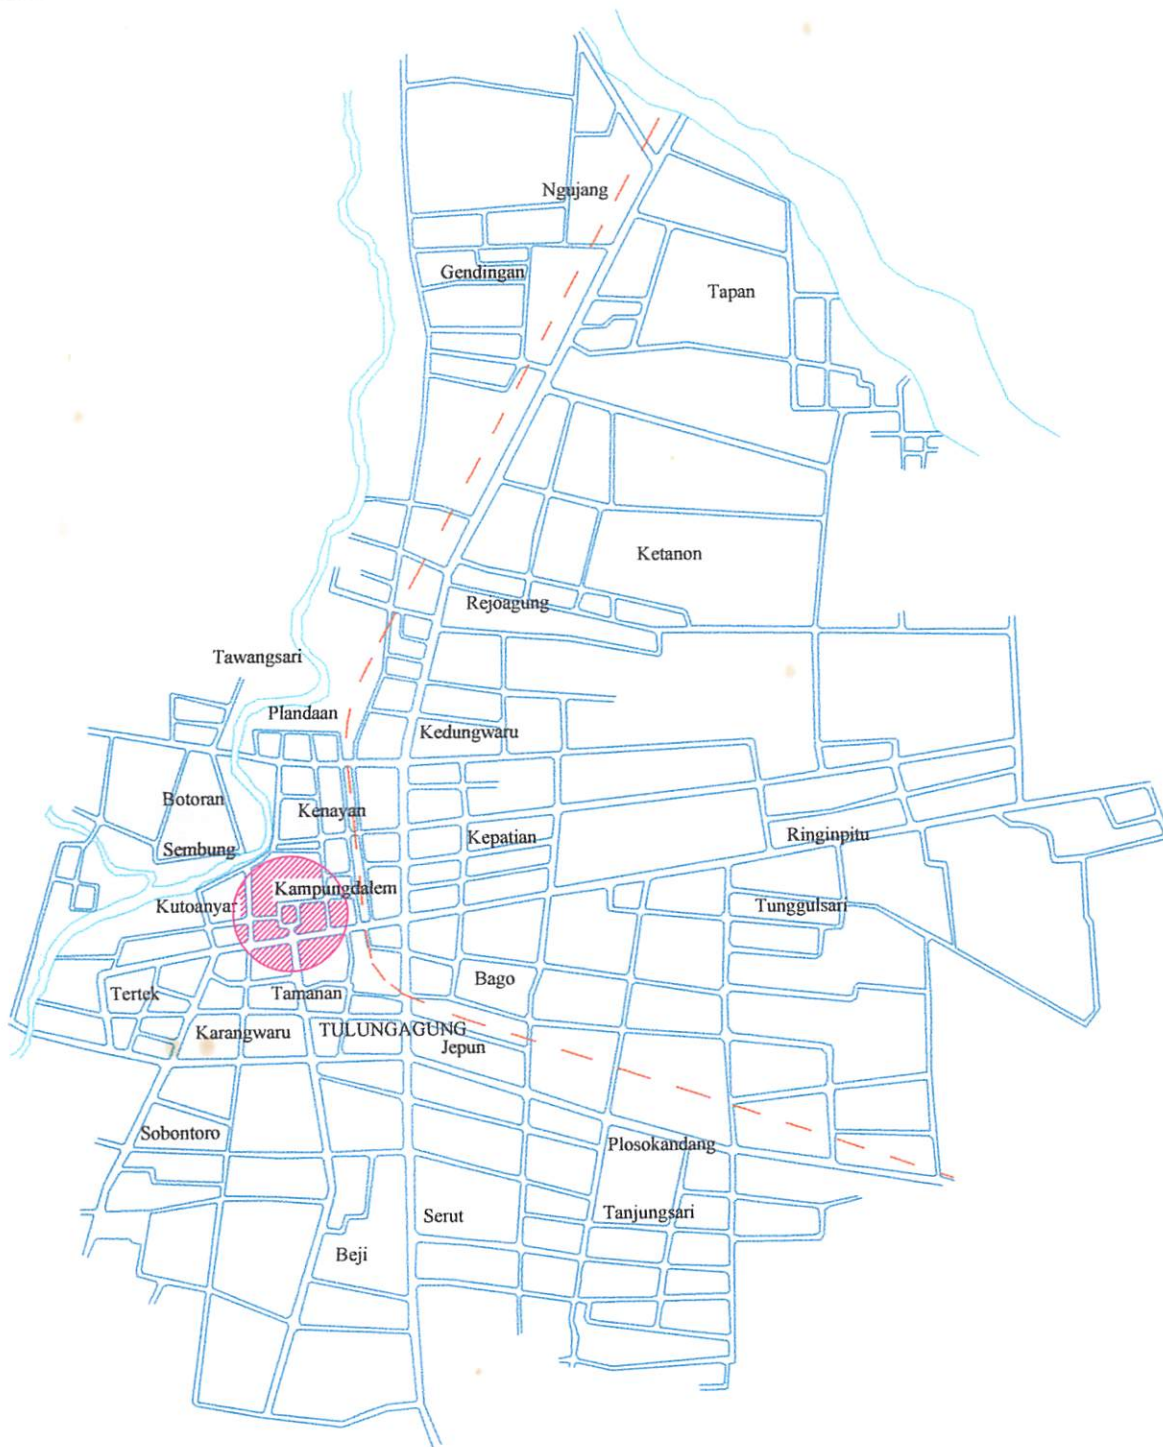 Ngujang
Gendingan
Tapan
Ketanon
Rejoagung
Tawangsari
Plandaan
Kedungwaru
Botoran
Kenayan
Kepatian
Ringinpitu
Sembung
Kampungdalem
Kutoanyar
Tunggulsari
Bago
Tertek
Tamanan
Karangwaru
TULUNGAGUNG
Jepun
Sobontoro
Plosokandang
Serut
Tanjungsari
Beji